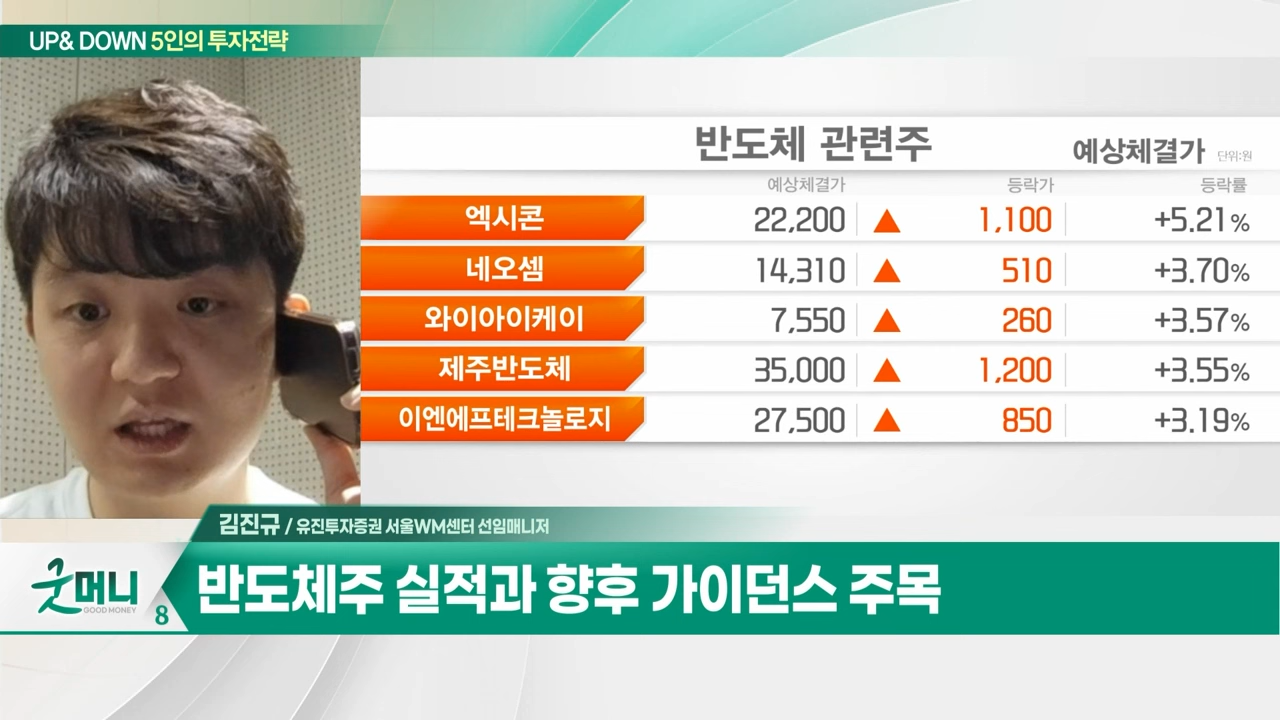 UP& DOWN 5인의 투자전략
반도체 관련주 예상체결가 단위:원
예상체결가 등락가 등락률
엑시콘 22,200 ▲ 1,100 +5.21%
네오셈 14,310 ▲ 510 +3.70%
와이아이케이 7,550 ▲ 260 +3.57%
제주반도체 35,000 ▲ 1,200 +3.55%
이엔에프테크놀로지 27,500 ▲ 850 +3.19%
김진규 / 유진투자증권 서울WM센터 선임매니저
굿머니
GOOD MONEY
8
반도체주 실적과 향후 가이던스 주목